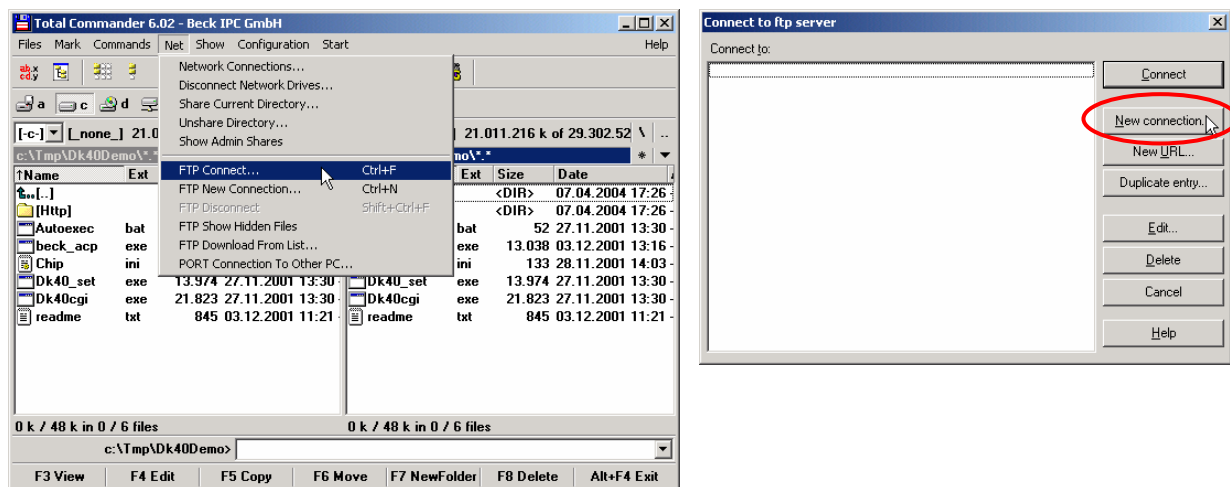 Total Commander 6.02 - Beck IPC GmbH
Files Mark Commands Net Show Configuration Start Help
Network Connections...
Disconnect Network Drives...
Share Current Directory...
Unshare Directory...
Show Admin Shares
FTP Connect... Ctrl+F
FTP New Connection... Ctrl+N
FTP Disconnect Shift+Ctrl+F
FTP Show Hidden Files
FTP Download From List...
PORT Connection To Other PC...
a c d
[-c-] [_none_] 21.0 21.011.216 k of 29.302.52 \ ..
c:\Tmp\Dk40Demo\*.* mo\*.* * ▼
↑Name Ext Ext Size Date
[..] <DIR> 07.04.2004 17:26 -
[Http] <DIR> 07.04.2004 17:26 -
Autoexec bat bat 52 27.11.2001 13:30 -
beck_acp exe exe 13.038 03.12.2001 13:16 -
Chip ini ini 133 28.11.2001 14:03 -
Dk40_set exe 13.974 27.11.2001 13:30 - Dk40_set exe 13.974 27.11.2001 13:30 -
Dk40cgi exe 21.823 27.11.2001 13:30 - Dk40cgi exe 21.823 27.11.2001 13:30 -
readme txt 845 03.12.2001 11:21 - readme txt 845 03.12.2001 11:21 -
0 k / 48 k in 0 / 6 files 0 k / 48 k in 0 / 6 files
c:\Tmp\Dk40Demo>
F3 View F4 Edit F5 Copy F6 Move F7 NewFolder F8 Delete Alt+F4 Exit
Connect to ftp server
Connect to:
Connect
New connection.
New URL...
Duplicate entry...
Edit...
Delete
Cancel
Help